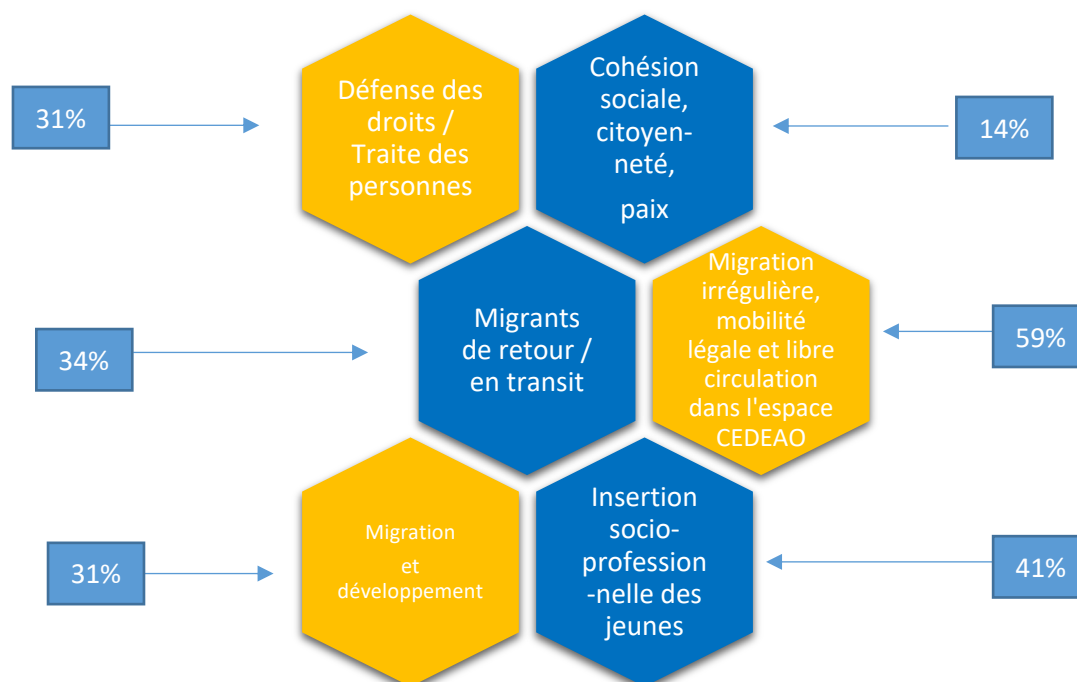 31%
Défense des
droits /
Traite des
personnes
Cohésion
sociale,
citoyen-
neté,
paix
14%
34%
Migrants
de retour /
en transit
Migration
irrégulière,
mobilité
légale et libre
circulation
dans l'espace
CEDEAO
59%
31%
Migration
et
développement
Insertion
socio-
profession
-nelle des
jeunes
41%